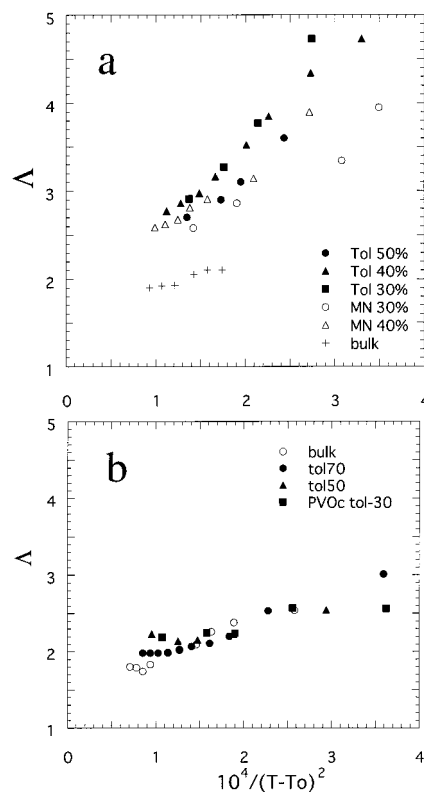 a
5
4
3
2
1
Λ
Tol 50%
Tol 40%
Tol 30%
MN 30%
MN 40%
bulk
0 1 2 3 4
b
5
4
3
2
1
Λ
bulk
tol70
tol50
PVOc tol-30
0 1 2 3 4
10⁴/(T-To)²